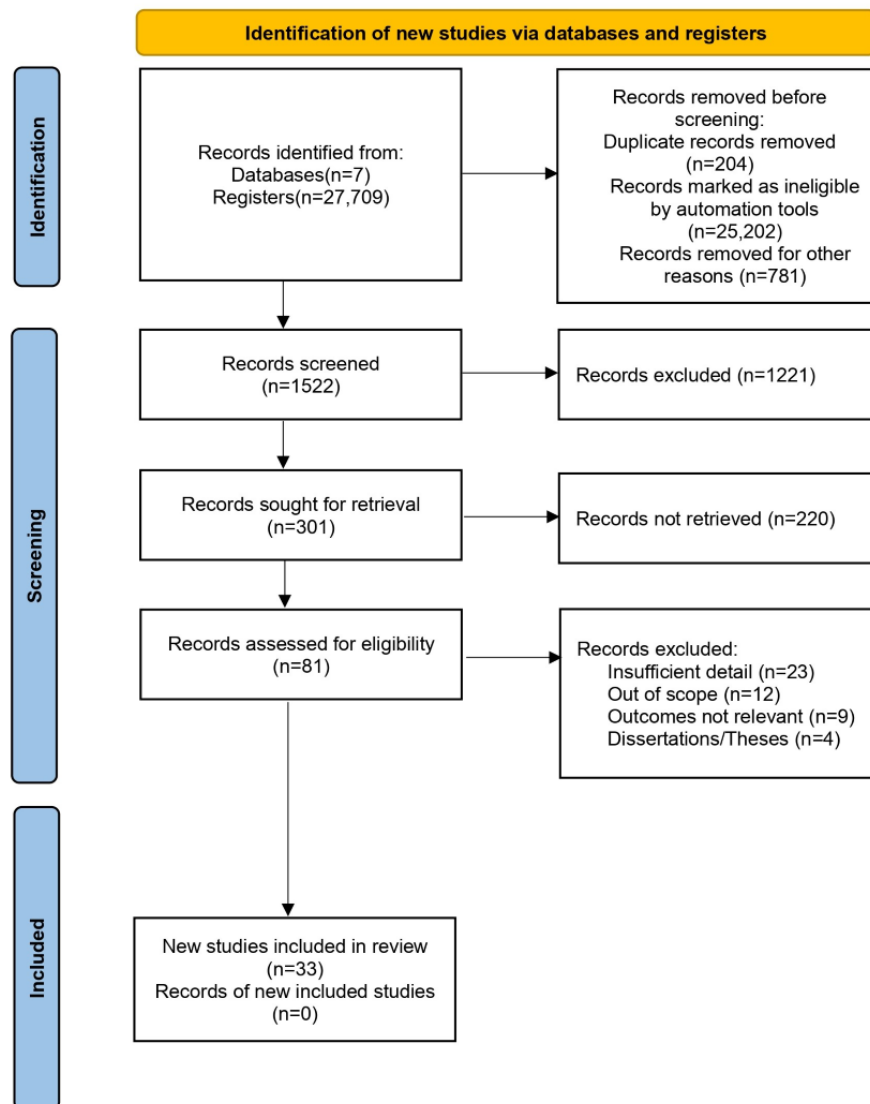 Identification of new studies via databases and registers
Identification
Records identified from:
Databases(n=7)
Registers(n=27,709)
Records removed before
screening:
Duplicate records removed
(n=204)
Records marked as ineligible
by automation tools
(n=25,202)
Records removed for other
reasons (n=781)
Screening
Records screened
(n=1522)
Records excluded (n=1221)
Records sought for retrieval
(n=301)
Records not retrieved (n=220)
Records assessed for eligibility
(n=81)
Records excluded:
Insufficient detail (n=23)
Out of scope (n=12)
Outcomes not relevant (n=9)
Dissertations/Theses (n=4)
Included
New studies included in review
(n=33)
Records of new included studies
(n=0)